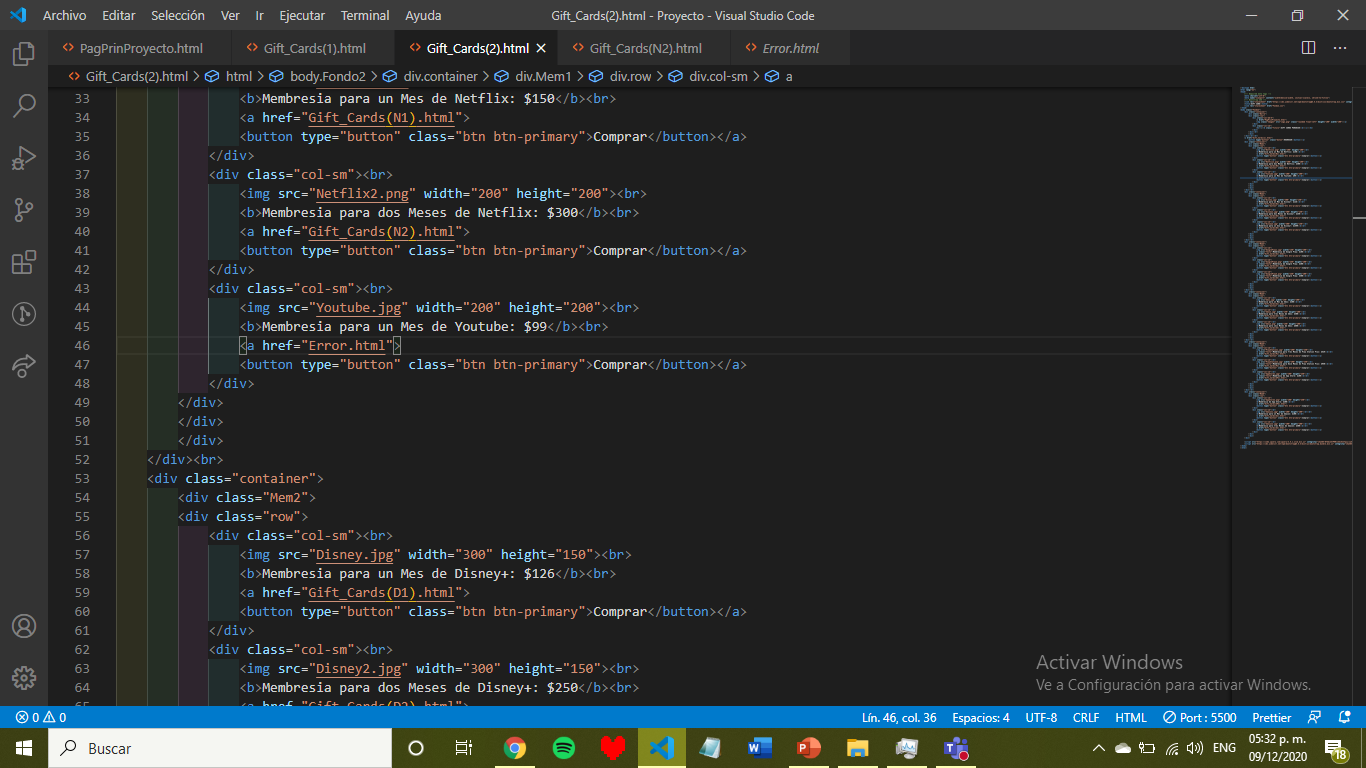 Archivo Editar Selección Ver Ir Ejecutar Terminal Ayuda Gift_Cards(2).html - Proyecto - Visual Studio Code
PagPrinProyecto.html Gift_Cards(1).html Gift_Cards(2).html Gift_Cards(N2).html Error.html
Gift_Cards(2).html > html > body.Fondo2 > div.container > div.Mem1 > div.row > div.col-sm > a
33 <b>Membresia para un Mes de Netflix: $150</b><br>
34 <a href="Gift_Cards(N1).html">
35 <button type="button" class="btn btn-primary">Comprar</button></a>
36 </div>
37 <div class="col-sm"><br>
38 <img src="Netflix2.png" width="200" height="200"><br>
39 <b>Membresia para dos Meses de Netflix: $300</b><br>
40 <a href="Gift_Cards(N2).html">
41 <button type="button" class="btn btn-primary">Comprar</button></a>
42 </div>
43 <div class="col-sm"><br>
44 <img src="Youtube.jpg" width="200" height="200"><br>
45 <b>Membresia para un Mes de Youtube: $99</b><br>
46 <a href="Error.html">
47 <button type="button" class="btn btn-primary">Comprar</button></a>
48 </div>
49 </div>
50 </div>
51 </div>
52 </div><br>
53 <div class="container">
54 <div class="Mem2">
55 <div class="row">
56 <div class="col-sm"><br>
57 <img src="Disney.jpg" width="300" height="150"><br>
58 <b>Membresia para un Mes de Disney+: $126</b><br>
59 <a href="Gift_Cards(D1).html">
60 <button type="button" class="btn btn-primary">Comprar</button></a>
61 </div>
62 <div class="col-sm"><br>
63 <img src="Disney2.jpg" width="300" height="150"><br>
64 <b>Membresia para dos Meses de Disney+: $250</b><br>
65 <a href="Gift_Cards(D2).html">
Activar Windows
Ve a Configuración para activar Windows.
0 0 Lín. 46, col. 36 Espacios: 4 UTF-8 CRLF HTML Port : 5500 Prettier
Buscar ENG 05:32 p. m.
09/12/2020 18